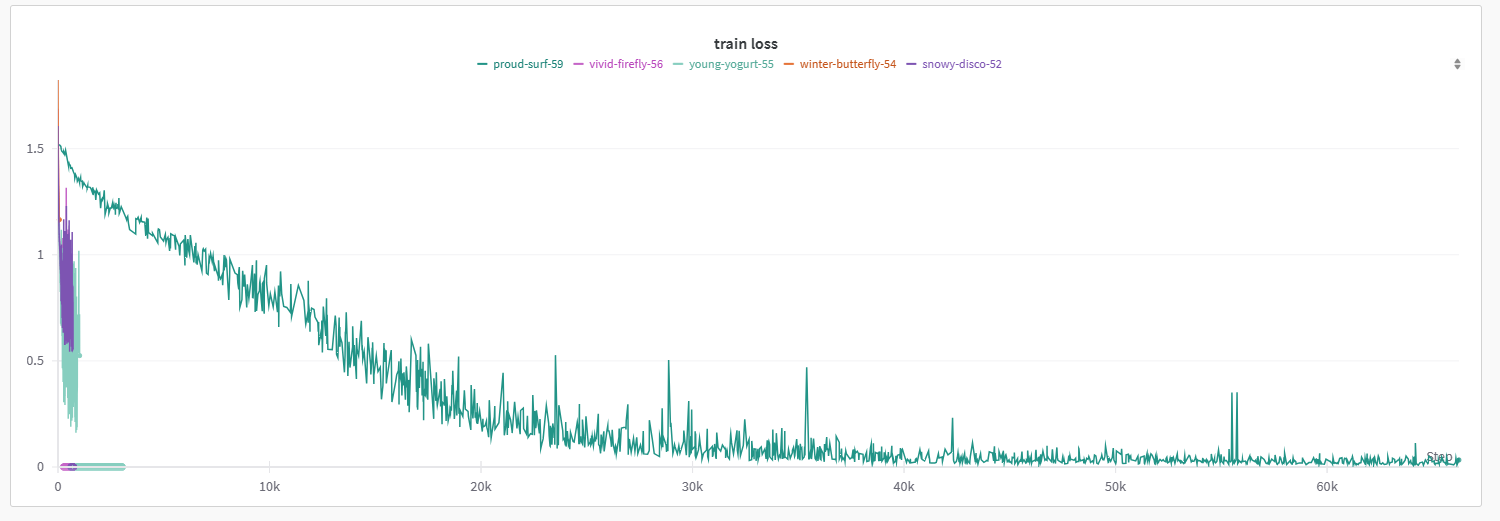 train loss
proud-surf-59 vivid-firefly-56 young-yogurt-55 winter-butterfly-54 snowy-disco-52
1.5
1
0.5
0
Step
0 10k 20k 30k 40k 50k 60k